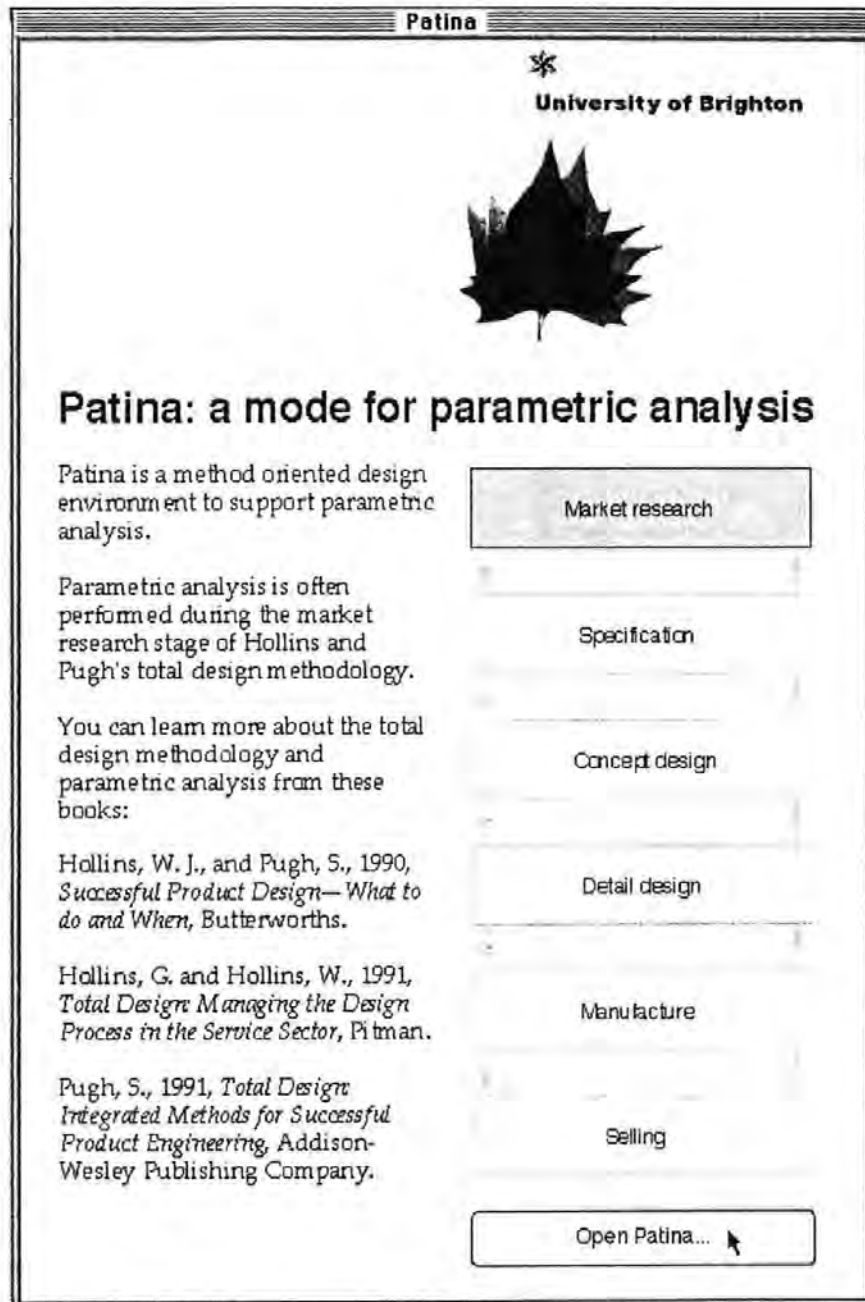 Patina
University of Brighton
Patina: a mode for parametric analysis
Patina is a method oriented design
environment to support parametric
analysis.
Parametric analysis is often
performed during the market
research stage of Hollins and
Pugh's total design methodology.
You can learn more about the total
design methodology and
parametric analysis from these
books:
Hollins, W. J., and Pugh, S., 1990,
Successful Product Design—What to
do and When, Butterworths.
Hollins, G. and Hollins, W., 1991,
Total Design: Managing the Design
Process in the Service Sector, Pitman.
Pugh, S., 1991, Total Design:
Integrated Methods for Successful
Product Engineering, Addison-
Wesley Publishing Company.
Market research
Specification
Concept design
Detail design
Manufacture
Selling
Open Patina...